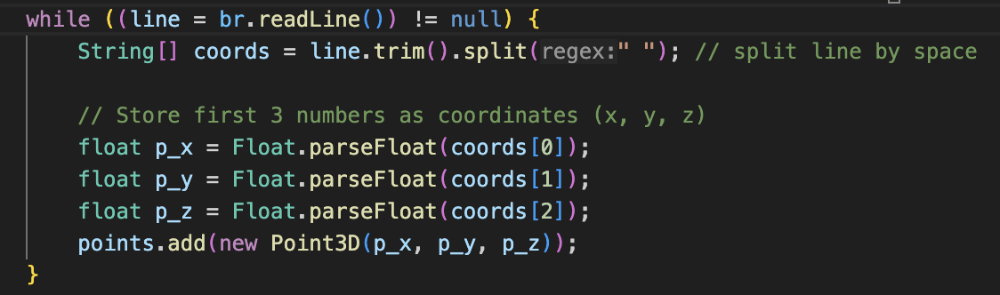 while ((line = br.readLine()) != null) {
String[] coords = line.trim().split(regex:" "); // split line by space
// Store first 3 numbers as coordinates (x, y, z)
float p_x = Float.parseFloat(coords[0]);
float p_y = Float.parseFloat(coords[1]);
float p_z = Float.parseFloat(coords[2]);
points.add(new Point3D(p_x, p_y, p_z));
}